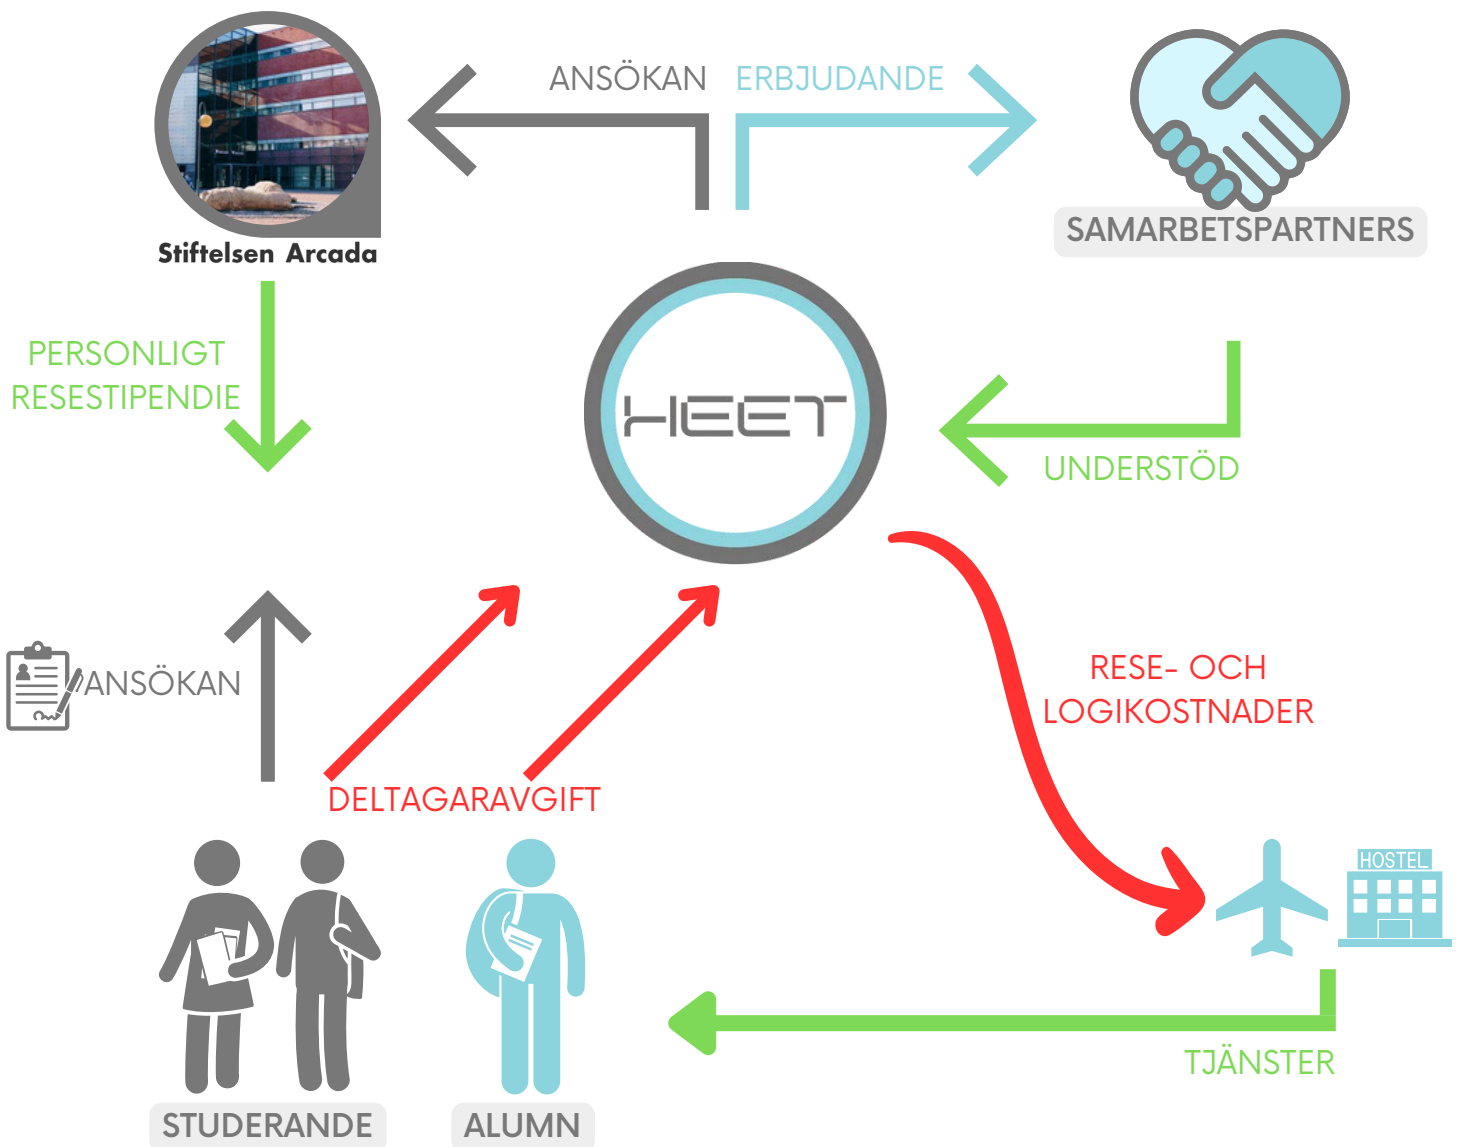 ANSÖKAN
ERBJUDANDE
Stiftelsen Arcada
SAMARBETSPARTNERS
PERSONLIGT
RESESTIPENDIE
HEET
UNDERSTÖD
ANSÖKAN
RESE- OCH
LOGIKOSTNADER
DELTAGARAVGIFT
HOSTEL
TJÄNSTER
STUDERANDE
ALUMN